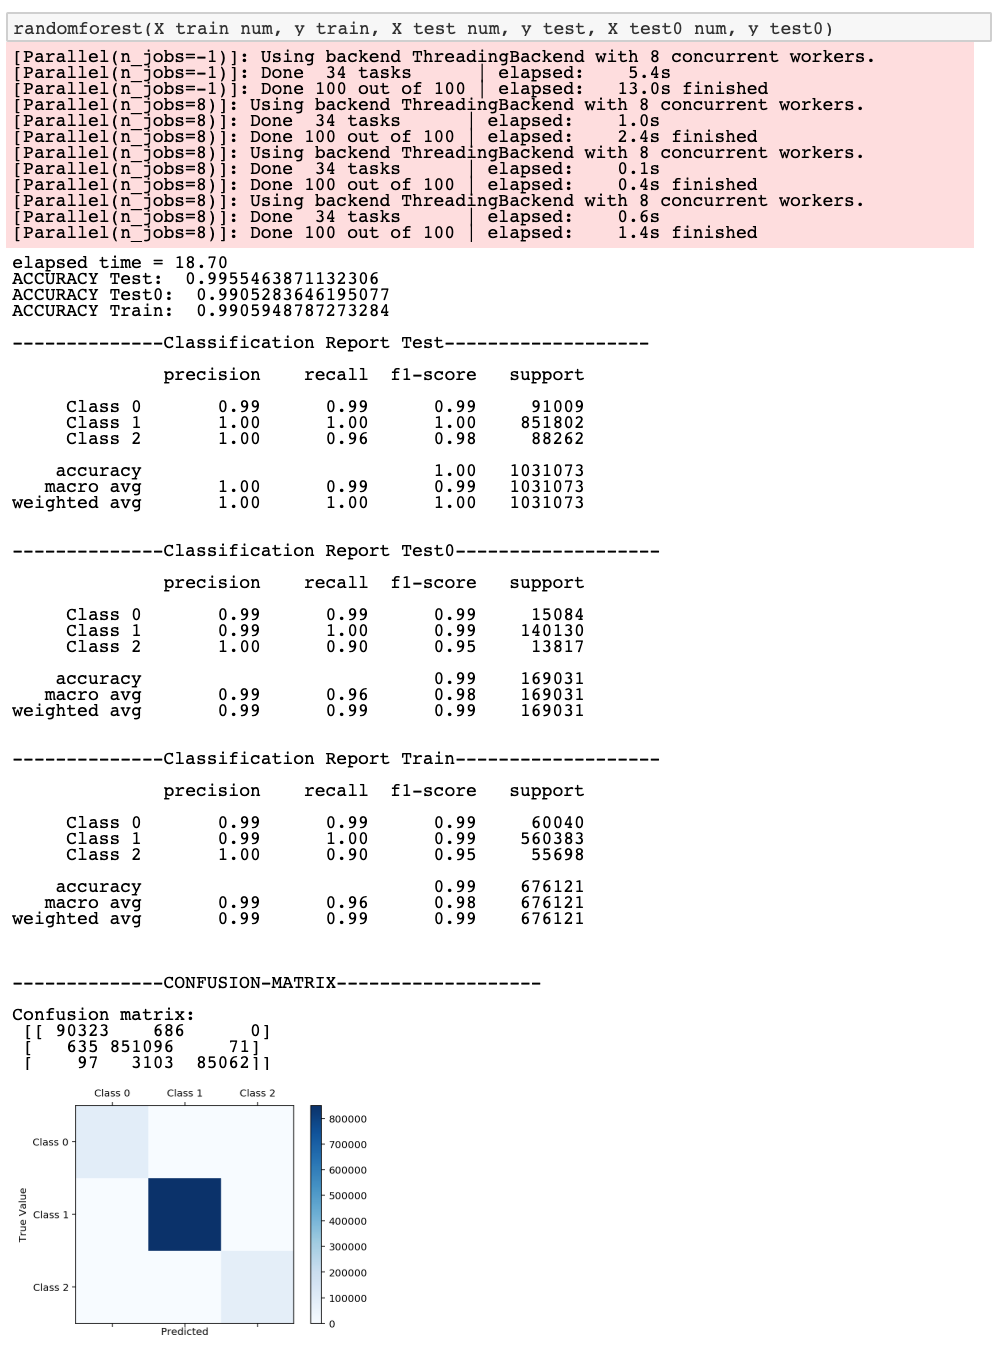 randomforest(X train num, y train, X test num, y test, X test0 num, y test0)
[Parallel(n_jobs=-1)]: Using backend ThreadingBackend with 8 concurrent workers.
[Parallel(n_jobs=-1)]: Done  34 tasks      | elapsed:    5.4s
[Parallel(n_jobs=-1)]: Done 100 out of 100 | elapsed:   13.0s finished
[Parallel(n_jobs=8)]: Using backend ThreadingBackend with 8 concurrent workers.
[Parallel(n_jobs=8)]: Done  34 tasks      | elapsed:    1.0s
[Parallel(n_jobs=8)]: Done 100 out of 100 | elapsed:    2.4s finished
[Parallel(n_jobs=8)]: Using backend ThreadingBackend with 8 concurrent workers.
[Parallel(n_jobs=8)]: Done  34 tasks      | elapsed:    0.1s
[Parallel(n_jobs=8)]: Done 100 out of 100 | elapsed:    0.4s finished
[Parallel(n_jobs=8)]: Using backend ThreadingBackend with 8 concurrent workers.
[Parallel(n_jobs=8)]: Done  34 tasks      | elapsed:    0.6s
[Parallel(n_jobs=8)]: Done 100 out of 100 | elapsed:    1.4s finished
elapsed time = 18.70
ACCURACY Test:  0.9955463871132306
ACCURACY Test0:  0.9905283646195077
ACCURACY Train:  0.9905948787273284
--------------Classification Report Test-------------------
precision    recall  f1-score   support
Class 0       0.99      0.99      0.99     91009
Class 1       1.00      1.00      1.00    851802
Class 2       1.00      0.96      0.98     88262
accuracy                           1.00   1031073
macro avg       1.00      0.99      0.99   1031073
weighted avg       1.00      1.00      1.00   1031073
--------------Classification Report Test0-------------------
precision    recall  f1-score   support
Class 0       0.99      0.99      0.99     15084
Class 1       0.99      1.00      0.99    140130
Class 2       1.00      0.90      0.95     13817
accuracy                           0.99    169031
macro avg       0.99      0.96      0.98    169031
weighted avg       0.99      0.99      0.99    169031
--------------Classification Report Train-------------------
precision    recall  f1-score   support
Class 0       0.99      0.99      0.99     60040
Class 1       0.99      1.00      0.99    560383
Class 2       1.00      0.90      0.95     55698
accuracy                           0.99    676121
macro avg       0.99      0.96      0.98    676121
weighted avg       0.99      0.99      0.99    676121
--------------CONFUSION-MATRIX-------------------
Confusion matrix:
[[ 90323    686      0]
[    635 851096     71]
[     97   3103  85062]]
Class 0 Class 1 Class 2
Class 0
Class 1
Class 2
True Value
Predicted
800000
700000
600000
500000
400000
300000
200000
100000
0